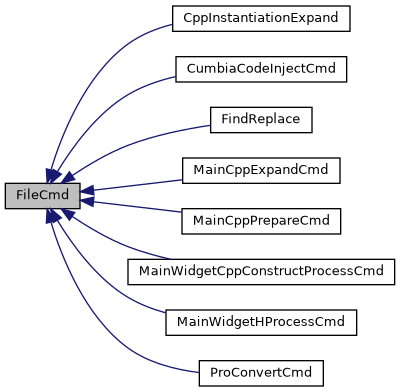 CppInstantiationExpand
CumbiaCodeInjectCmd
FindReplace
MainCppExpandCmd
FileCmd
MainCppPrepareCmd
MainWidgetCppConstructProcessCmd
MainWidgetHProcessCmd
ProConvertCmd